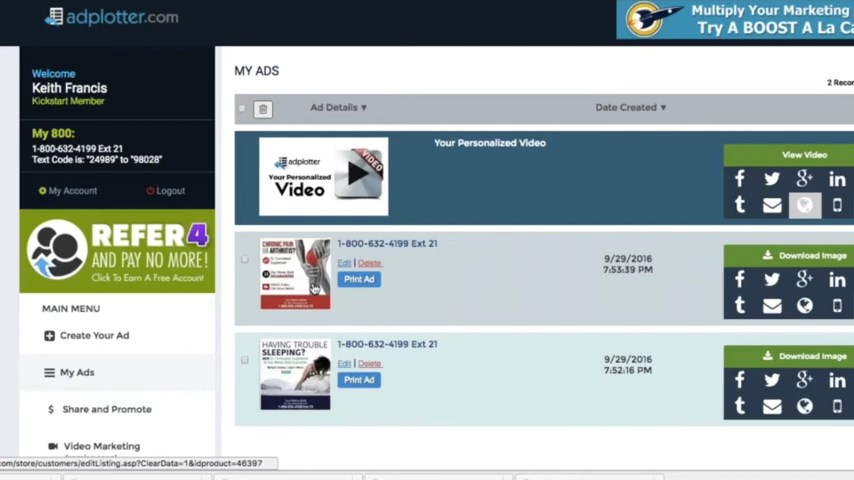 adplotter.com
Multiply Your Marketing
Try A BOOST A La Ca
Welcome
Keith Francis
Kickstart Member
My 800:
1-800-632-4199 Ext 21
Text Code is: "24989" to "98028"
My Account
Logout
REFER 4
AND PAY NO MORE!
Click To Earn A Free Account
MAIN MENU
Create Your Ad
My Ads
$ Share and Promote
Video Marketing
com/store/customers/editListing.asp?ClearData=1&idproduct=46397
MY ADS
2 Recor
Ad Details ▼
Date Created ▼
adplotter
Your Personalized
Video
VIDEO
Your Personalized Video
View Video
CHRONIC PAIN
OR ARTHRITIS?
1-800-632-4199 Ext 21
Edit | Delete
Print Ad
9/29/2016
7:53:39 PM
Download Image
HAVING TROUBLE
SLEEPING?
1-800-632-4199 Ext 21
Edit | Delete
Print Ad
9/29/2016
7:52:16 PM
Download Image